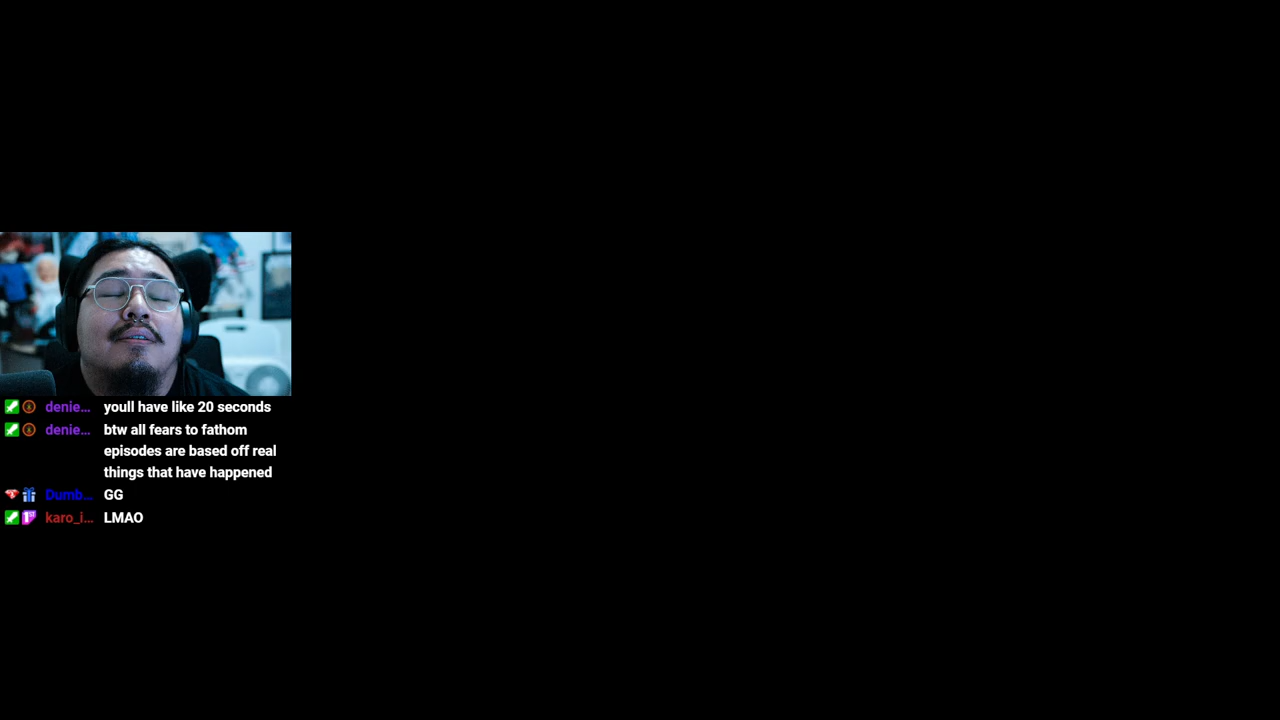 denie... youll have like 20 seconds
denie... btw all fears to fathom
episodes are based off real
things that have happened
Dumb... GG
karo_i... LMAO